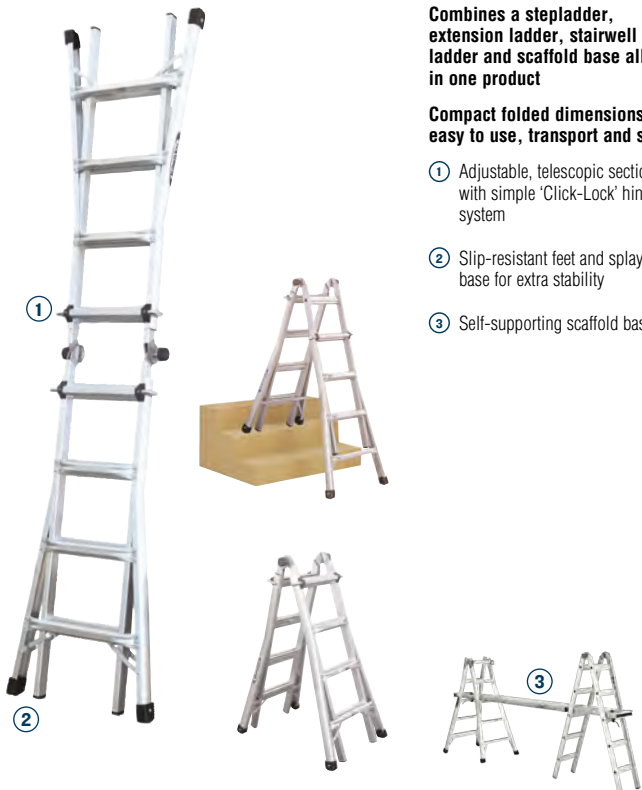 Combines a stepladder,
extension ladder, stairwell
ladder and scaffold base all
in one product
Compact folded dimensions
easy to use, transport and
① Adjustable, telescopic
with simple ‘Click-Lock’
system
② Slip-resistant feet and
base for extra stability
③ Self-supporting scaffold
1
2
3